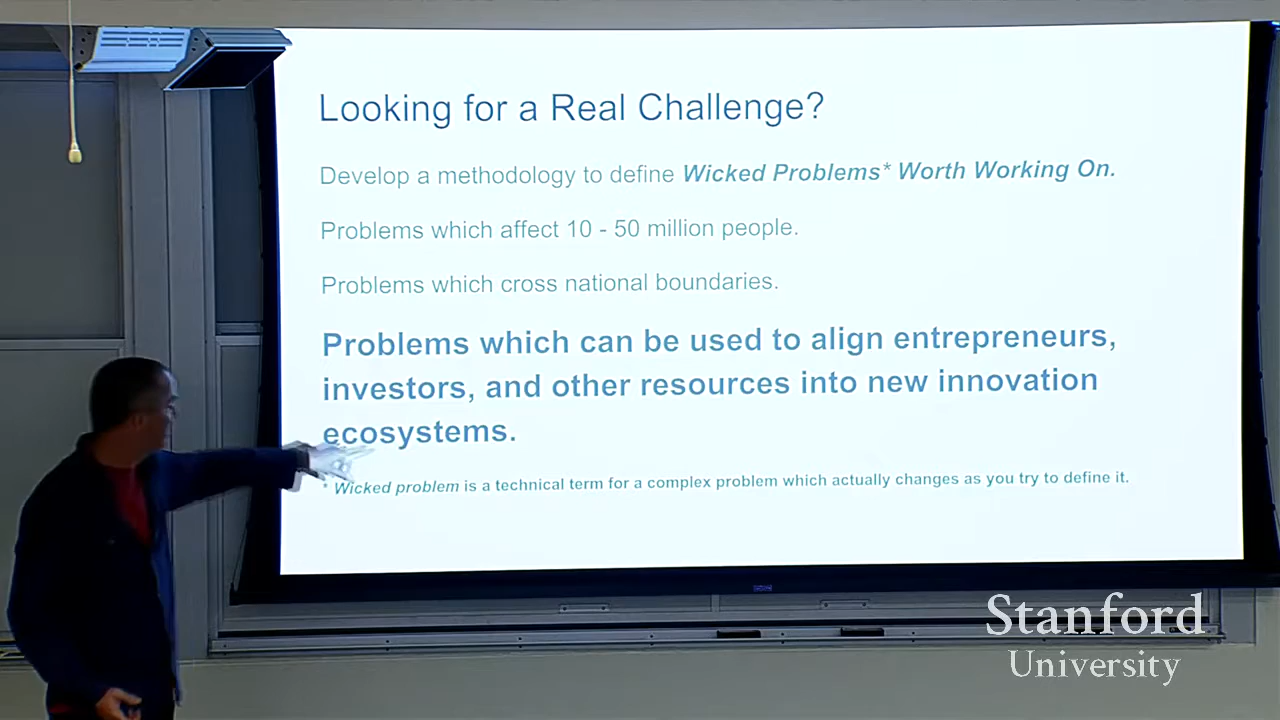 Looking for a Real Challenge?
Develop a methodology to define Wicked Problems* Worth Working On.
Problems which affect 10 - 50 million people.
Problems which cross national boundaries.
Problems which can be used to align entrepreneurs,
investors, and other resources into new innovation
ecosystems.
* Wicked problem is a technical term for a complex problem which actually changes as you try to define it.
Stanford
University